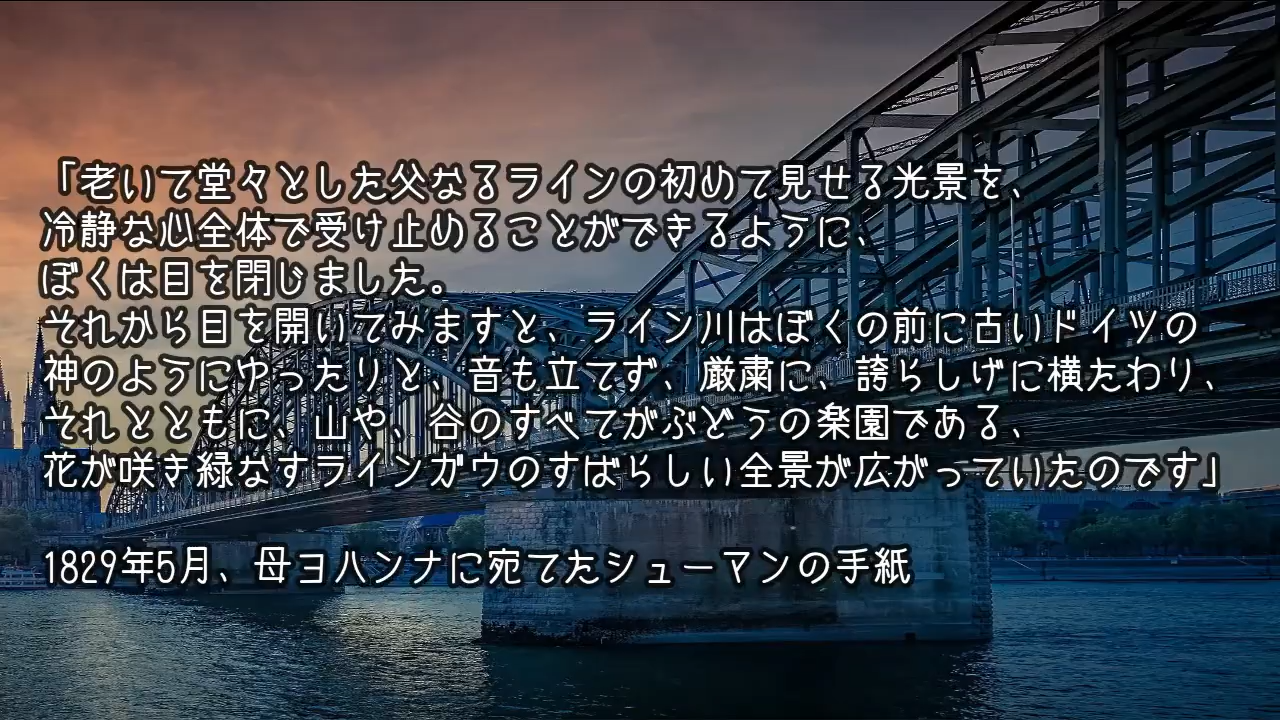 「老いて堂々とした父なるラインの初めて見せる光景を、
冷静な心全体で受け止めることができるように、
ぼくは目を閉じました。
それから目を開いてみますと、ライン川はぼくの前に古いドイツの
神のようにゆったりと、音も立てず、厳粛に、誇らしげに横たわり、
それとともに、山や、谷のすべてがぶどうの楽園である、
花が咲き緑なすラインガウのすばらしい全景が広がっていたのです」
1829年5月、母ヨハンナに宛てたシューマンの手紙